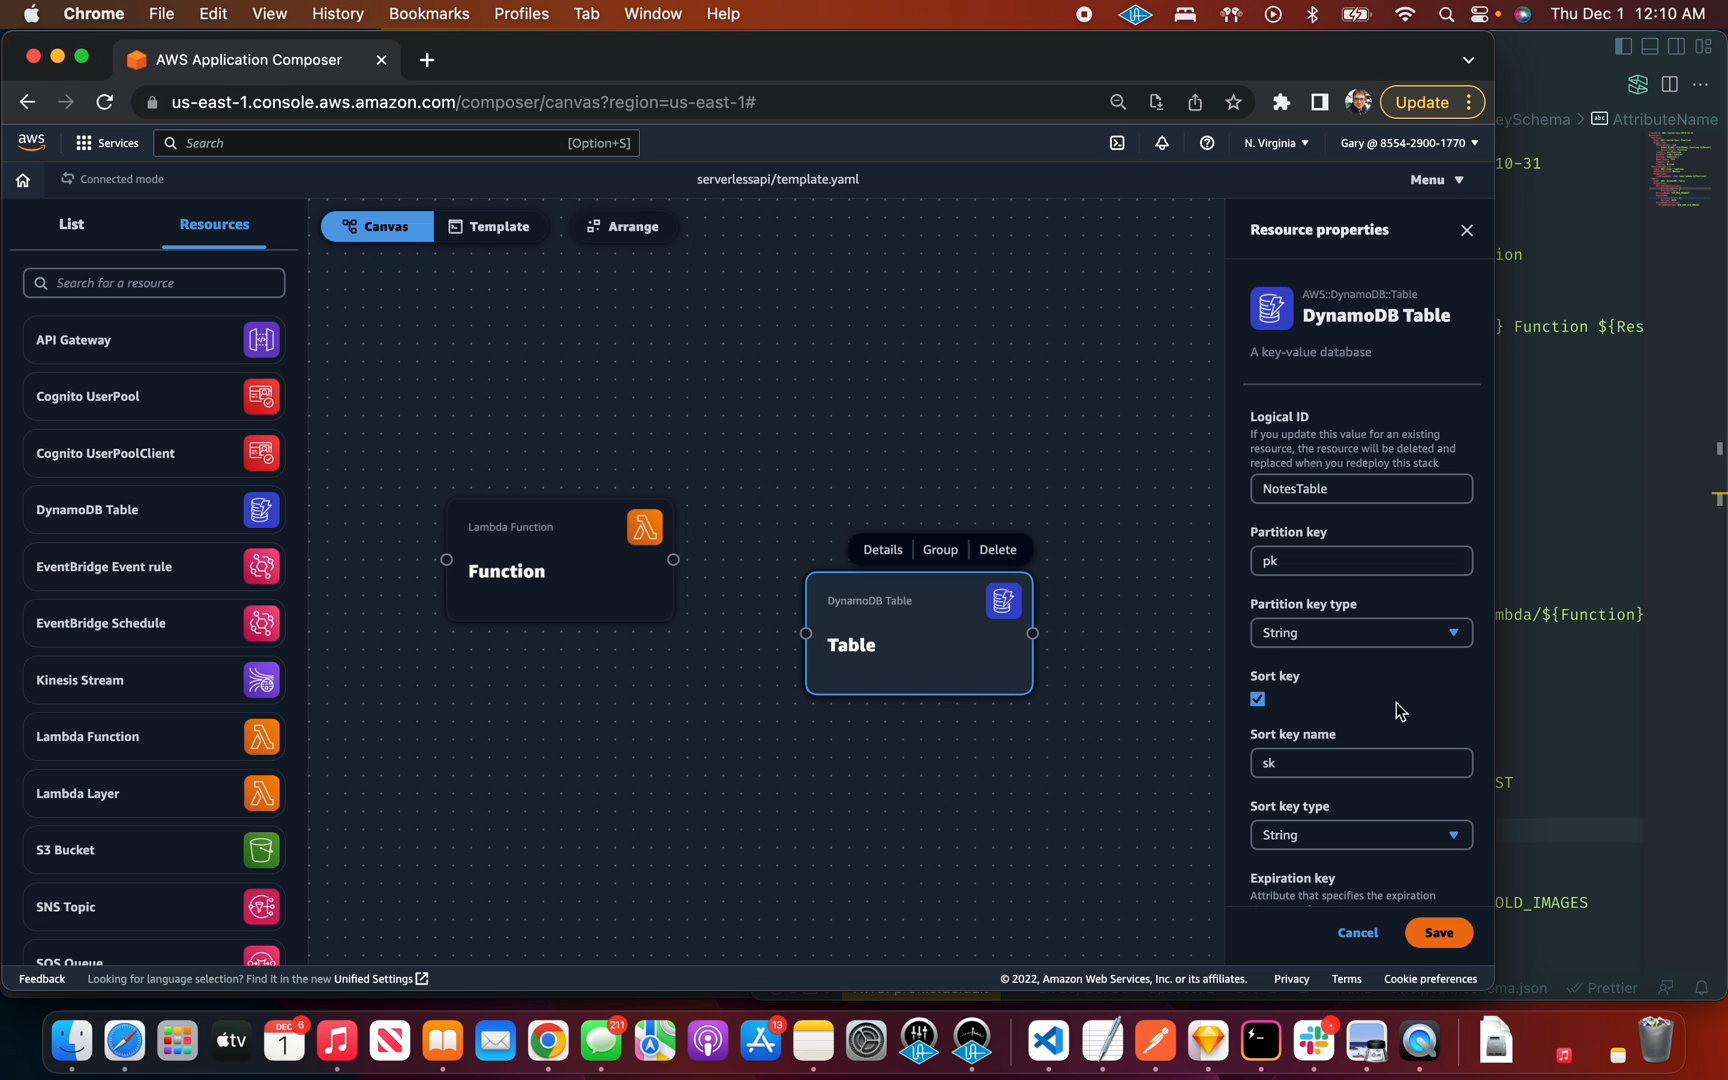 Chrome File Edit View History Bookmarks Profiles Tab Window Help Thu Dec 1 12:10 AM
AWS Application Composer
us-east-1.console.aws.amazon.com/composer/canvas?region=us-east-1# Update
eySchema > abc AttributeName
aws Services Search [Option+S] N. Virginia Gary @ 8554-2900-1770
10-31
Connected mode serverlessapi/template.yaml Menu
List Resources Canvas Template Arrange Resource properties
ion
Search for a resource
AWS::DynamoDB::Table
DynamoDB Table
} Function ${Res
API Gateway
A key-value database
Cognito UserPool
Logical ID
If you update this value for an existing
resource, the resource will be deleted and
replaced when you redeploy this stack
Cognito UserPoolClient
NotesTable
DynamoDB Table
Lambda Function
Function
Partition key
pk
Details Group Delete
EventBridge Event rule
DynamoDB Table
Table
Partition key type
String
mbda/${Function}
EventBridge Schedule
Kinesis Stream
Sort key
Lambda Function
Sort key name
sk
ST
Lambda Layer
Sort key type
String
S3 Bucket
Expiration key
Attribute that specifies the expiration
OLD_IMAGES
SNS Topic
Cancel Save
SQS Queue
Feedback Looking for language selection? Find it in the new Unified Settings © 2022, Amazon Web Services, Inc. or its affiliates. Privacy Terms Cookie preferences
ma.json Prettier
tv DEC 6 1 211 13